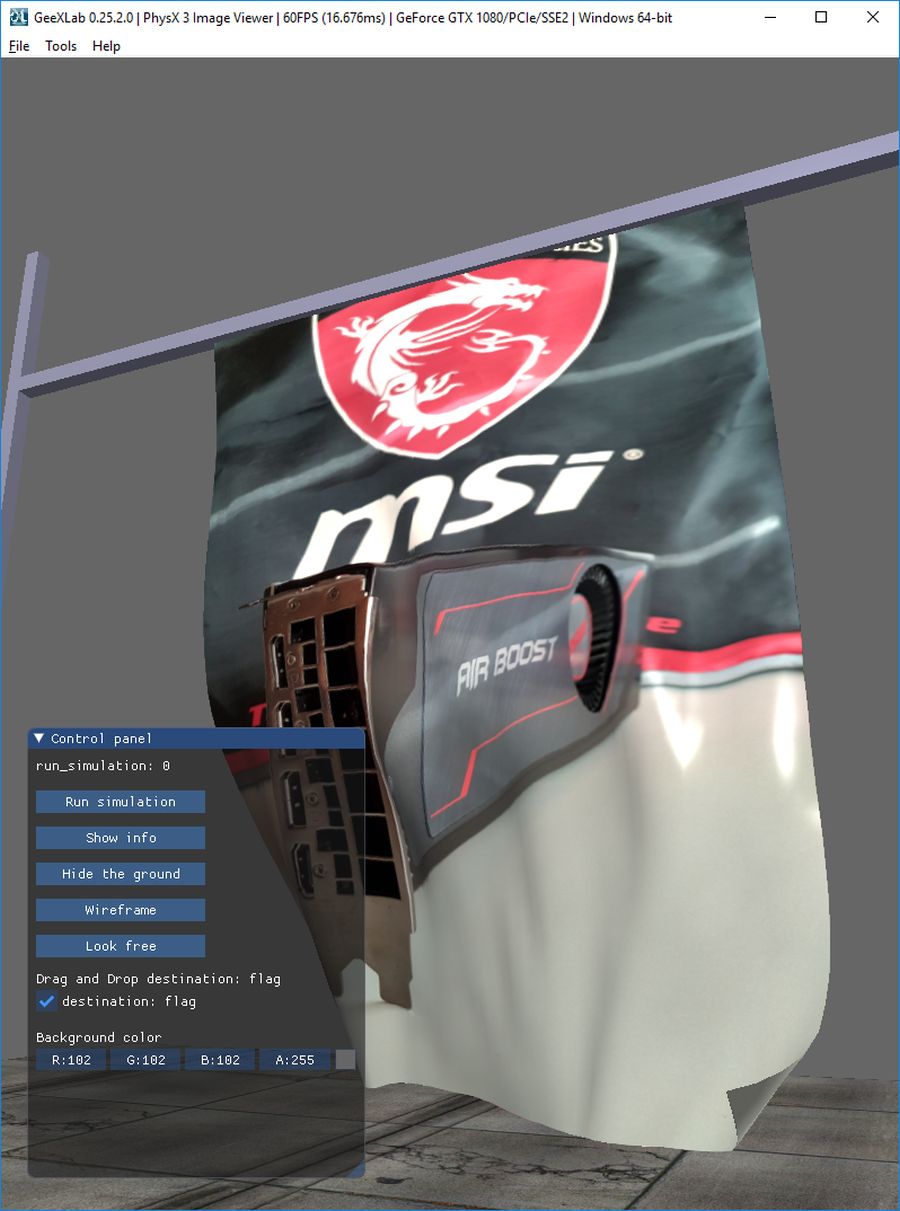 GeeXLab 0.25.2.0 | PhysX 3 Image Viewer | 60FPS (16.676ms) | GeForce GTX 1080/PCIe/SSE2 | Windows 64-bit
File Tools Help
msi
AIR BOOST
Control panel
run_simulation: 0
Run simulation
Show info
Hide the ground
Wireframe
Look free
Drag and Drop destination: flag
destination: flag
Background color
R:102 G:102 B:102 A:255